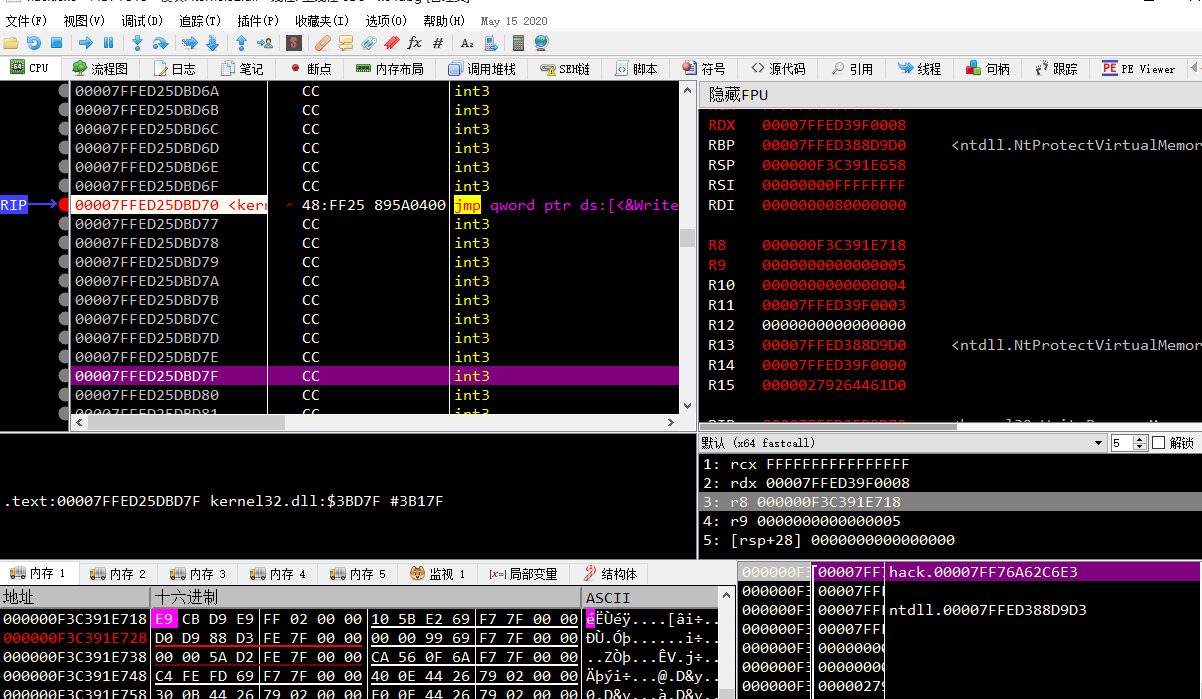 文件(F) 视图(V) 调试(D) 追踪(T) 插件(P) 收藏夹(I) 选项(O) 帮助(H) May 15 2020
CPU 流程图 日志 笔记 断点 内存布局 调用堆栈 SEH链 脚本 符号 源代码 引用 线程 句柄 跟踪 PE Viewer
00007FFED25DBD6A CC int3
00007FFED25DBD6B CC int3
00007FFED25DBD6C CC int3
00007FFED25DBD6D CC int3
00007FFED25DBD6E CC int3
00007FFED25DBD6F CC int3
RIP 00007FFED25DBD70 <kern 48:FF25 895A0400 jmp qword ptr ds:[<&Write
00007FFED25DBD77 CC int3
00007FFED25DBD78 CC int3
00007FFED25DBD79 CC int3
00007FFED25DBD7A CC int3
00007FFED25DBD7B CC int3
00007FFED25DBD7C CC int3
00007FFED25DBD7D CC int3
00007FFED25DBD7E CC int3
00007FFED25DBD7F CC int3
00007FFED25DBD80 CC int3
00007FFED25DBD81 CC int3
隐藏FPU
RDX 00007FFED39F0008
RBP 00007FFED388D9D0 <ntdll.NtProtectVirtualMemor
RSP 000000F3C391E658
RSI 00000000FFFFFFFF
RDI 0000000080000000
R8 000000F3C391E718
R9 0000000000000005
R10 0000000000000004
R11 00007FFED39F0003
R12 0000000000000000
R13 00007FFED388D9D0 <ntdll.NtProtectVirtualMemor
R14 00007FFED39F0000
R15 00000279264461D0
默认 (x64 fastcall) 5 解锁
1: rcx FFFFFFFFFFFFFFFF
2: rdx 00007FFED39F0008
3: r8 000000F3C391E718
4: r9 0000000000000005
5: [rsp+28] 0000000000000000
.text:00007FFED25DBD7F kernel32.dll:$3BD7F #3B17F
内存 1 内存 2 内存 3 内存 4 内存 5 监视 1 [x=] 局部变量 结构体
地址 十六进制 ASCII
000000F3C391E718 E9 CB D9 E9 FF 02 00 00 10 5B E2 69 F7 7F 00 00 éËÙéÿ....[âi÷..
000000F3C391E728 D0 D9 88 D3 FE 7F 00 00 00 00 99 69 F7 7F 00 00 ÐÙ.Óþ......i÷..
000000F3C391E738 00 00 5A D2 FE 7F 00 00 CA 56 0F 6A F7 7F 00 00 ..ZÒþ...ÊV.j÷..
000000F3C391E748 C4 FE FD 69 F7 7F 00 00 40 0E 44 26 79 02 00 00 Äþýi÷...@.D&y..
000000F3C391E758 30 0B 44 26 79 02 00 00
000000F3 00007FF hack.00007FF76A62C6E3
000000F3 00007FF
000000F3 00007FF ntdll.00007FFED388D9D3
000000F3 00007FF
000000F3 0000000
000000F3 0000000
000000F3 0000027